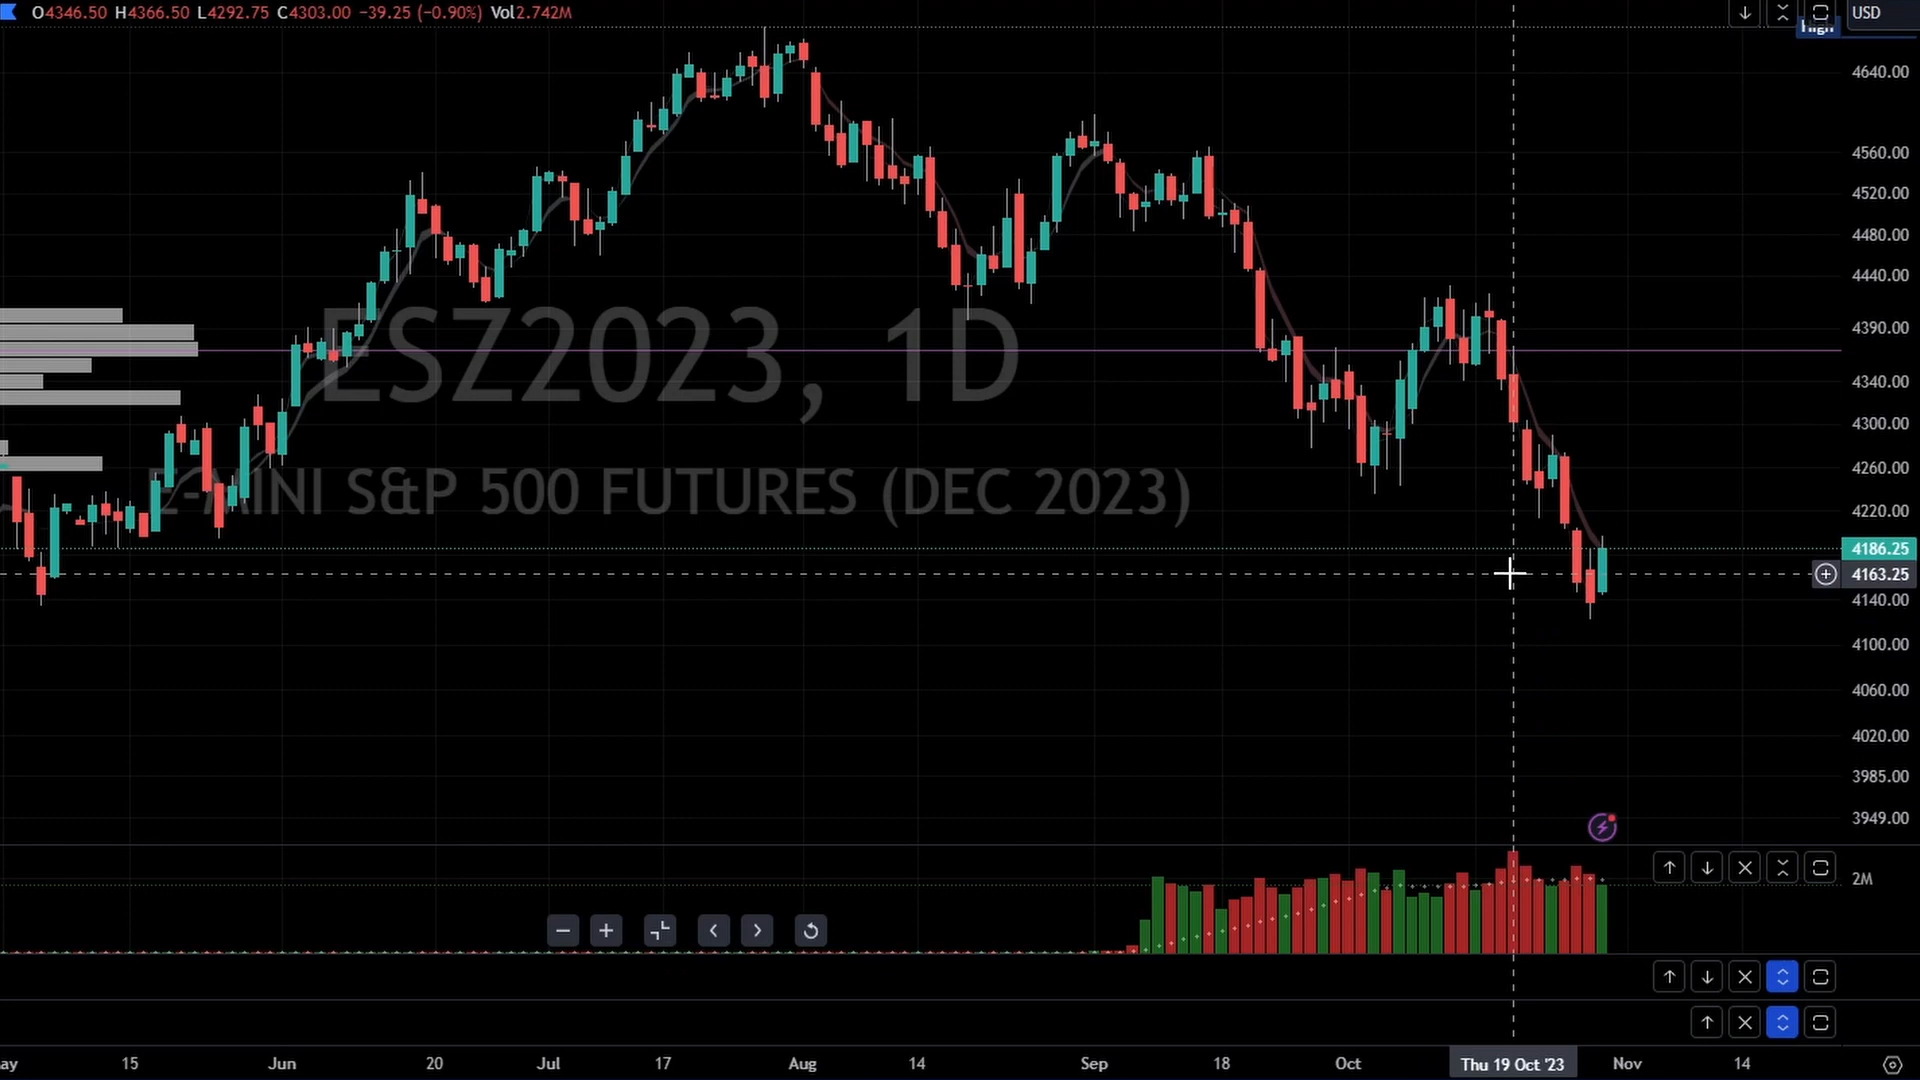 O4346.50 H4366.50 L4292.75 C4303.00 −39.25 (−0.90%) Vol2.742M
USD
High
4640.00
4560.00
4520.00
4480.00
4440.00
4390.00
4340.00
4300.00
4260.00
4220.00
4186.25
4163.25
4140.00
4100.00
4060.00
4020.00
3985.00
3949.00
ESZ2023, 1D
E-MINI S&P 500 FUTURES (DEC 2023)
2M
ay 15 Jun 20 Jul 17 Aug 14 Sep 18 Oct Thu 19 Oct '23 Nov 14